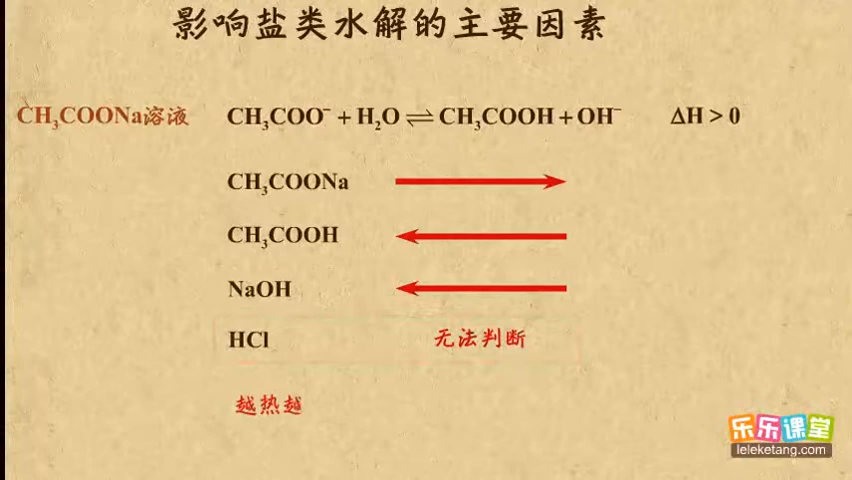 影响盐类水解的主要因素
CH₃COONa溶液 CH₃COO⁻ + H₂O ⇌ CH₃COOH + OH⁻ ΔH > 0
CH₃COONa
CH₃COOH
NaOH
HCl 无法判断
越热越
乐乐课堂
leleketang.com